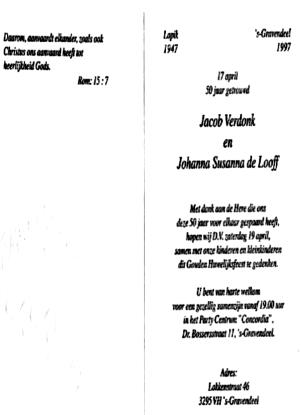 Daarom, aanvaardt elkander, zoals ook
Christus ons aanvaard heeft tot
heerlijkheid Gods.
Rom: 15 : 7
Lopik 's-Gravendeel
1947 1997
17 april
50 jaar getrouwd
Jacob Verdonk
en
Johanna Susanna de Looff
Met dank aan de Here die ons
deze 50 jaar voor elkaar gespaard heeft,
hopen wij D.V. zaterdag 19 april,
samen met onze kinderen en kleinkinderen
dit Gouden Huwelijksfeest te gedenken.
U bent van harte welkom
voor een gezellig samenzijn vanaf 19.00 uur
in het Party Centrum "Concordia",
Dr. Bossersstraat 11, 's-Gravendeel.
Adres:
Lakkenstraat 46
3295 VH 's-Gravendeel